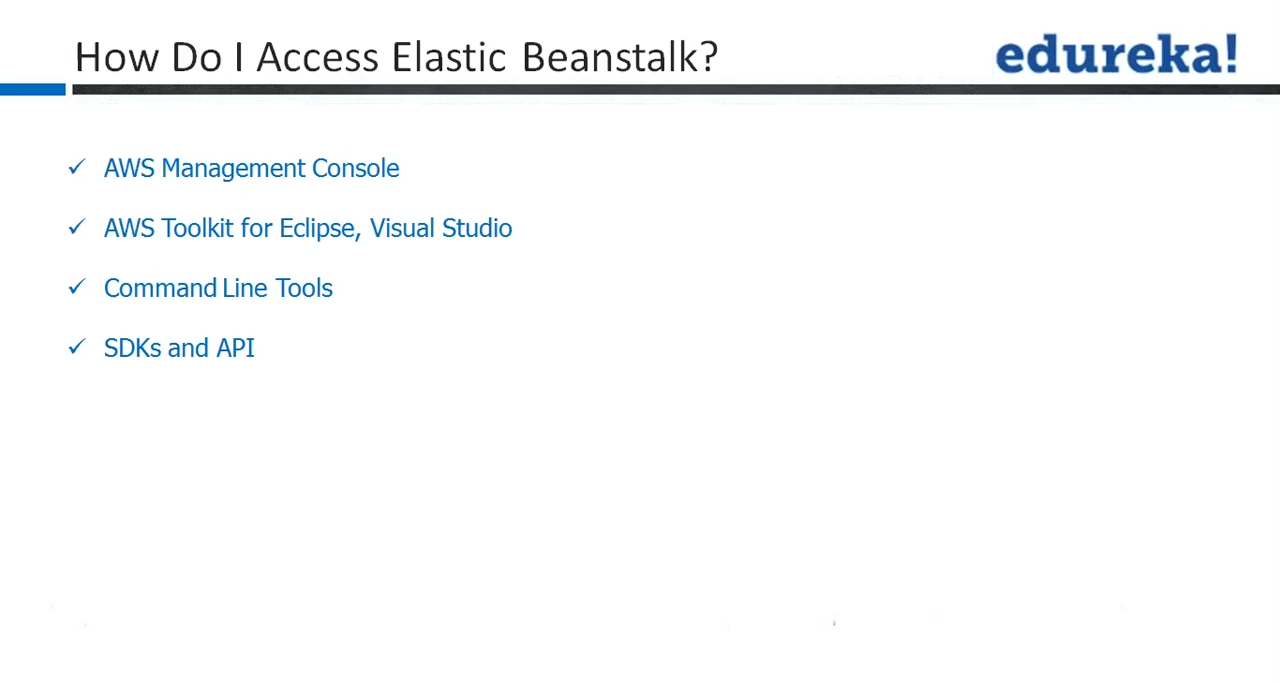 How Do I Access Elastic Beanstalk?
edureka!
✓ AWS Management Console
✓ AWS Toolkit for Eclipse, Visual Studio
✓ Command Line Tools
✓ SDKs and API